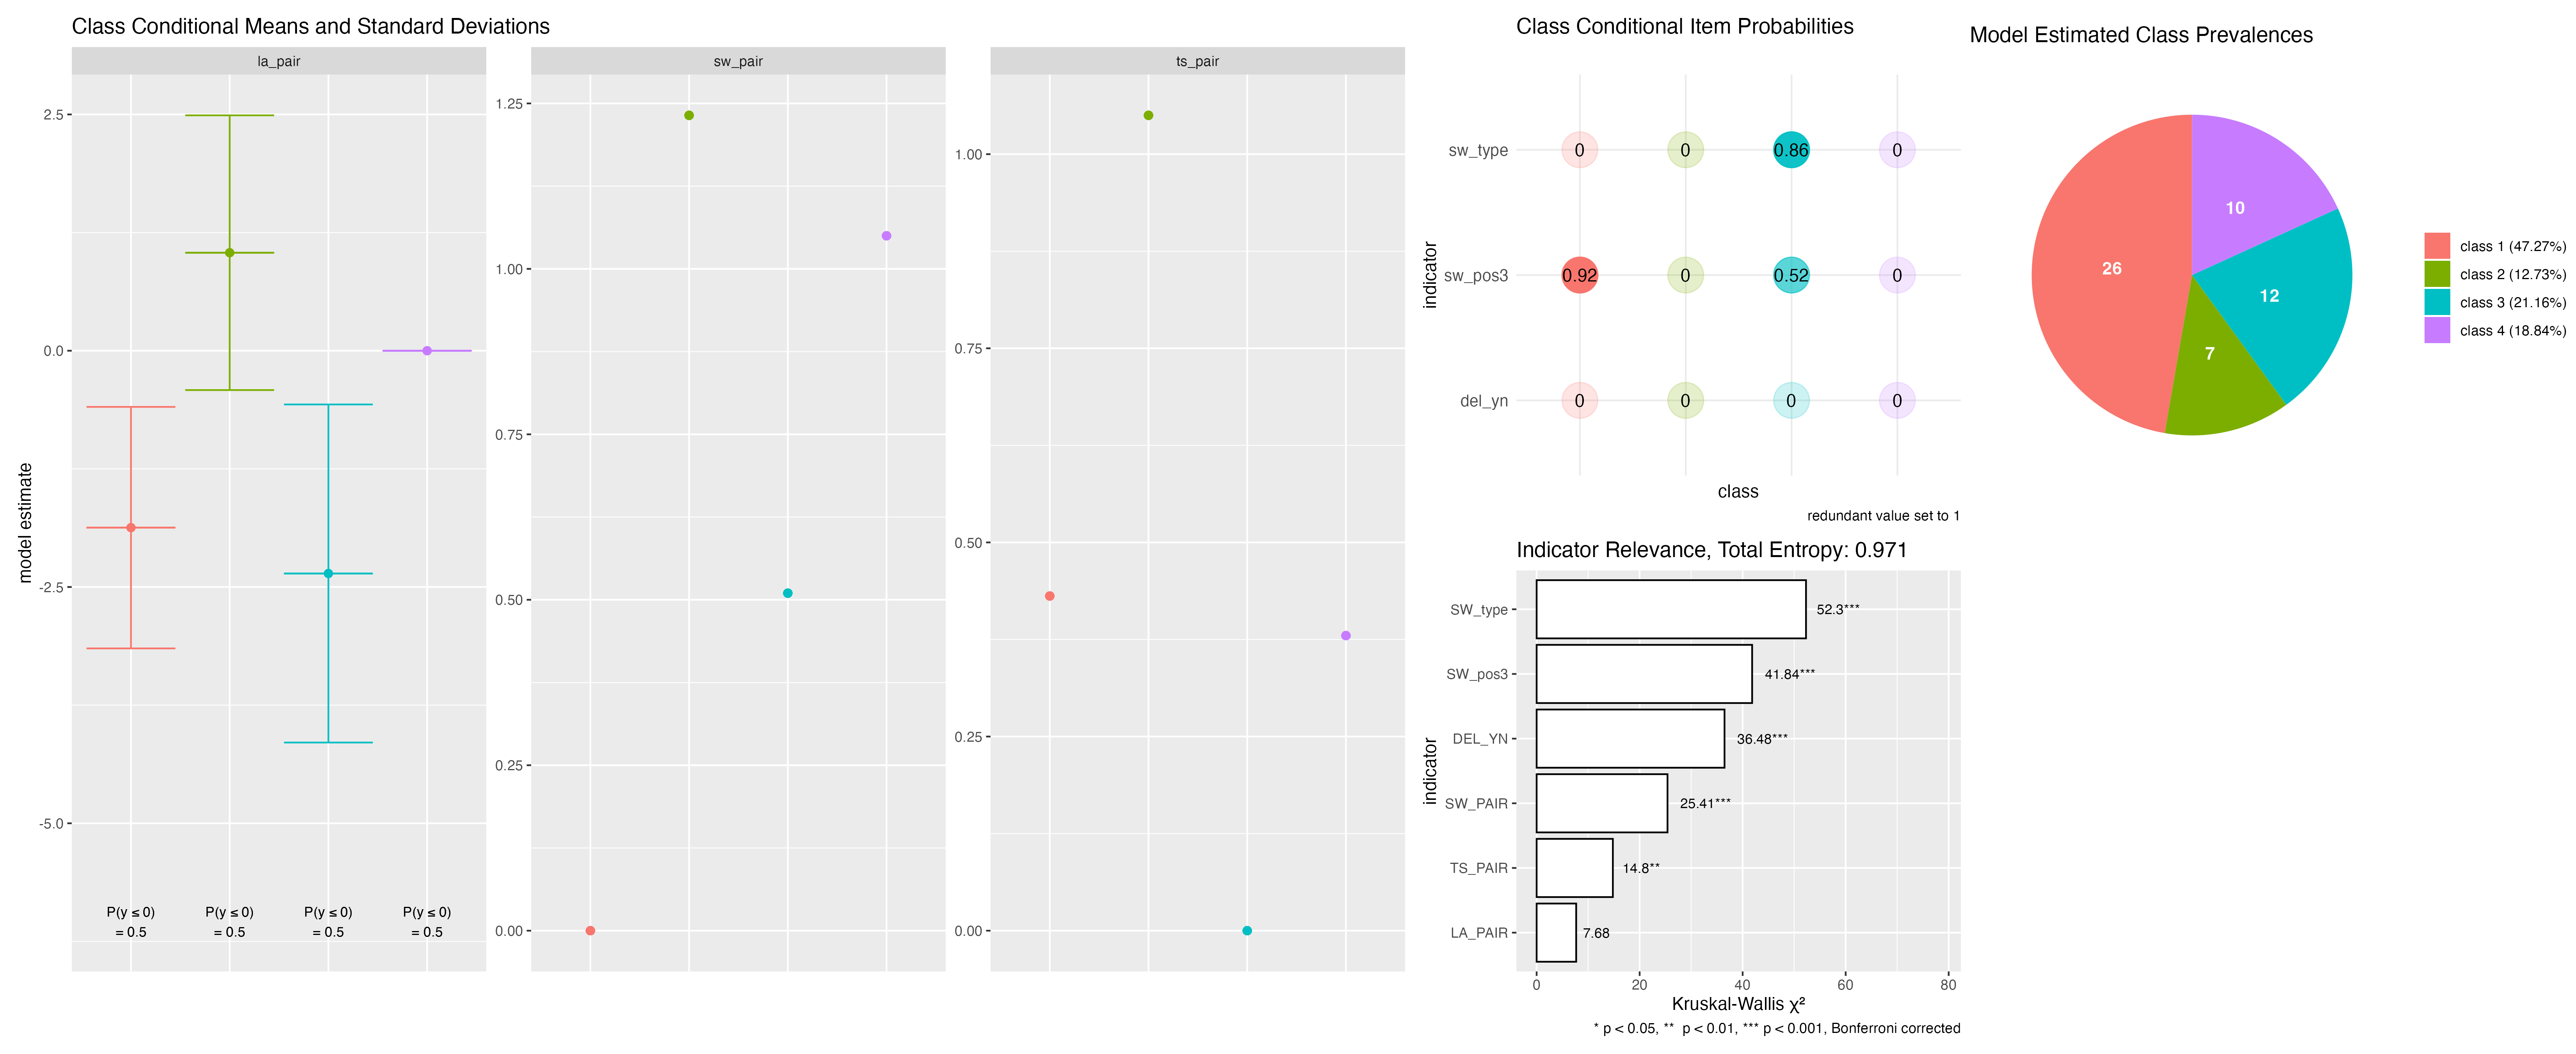 Class Conditional Means and Standard Deviations
la_pair
sw_pair
ts_pair
model estimate
2.5
0.0
-2.5
-5.0
P(y ≤ 0)
= 0.5
P(y ≤ 0)
= 0.5
P(y ≤ 0)
= 0.5
P(y ≤ 0)
= 0.5
1.25
1.00
0.75
0.50
0.25
0.00
1.00
0.75
0.50
0.25
0.00
Class Conditional Item Probabilities
indicator
sw_type
0 0 0.86 0
sw_pos3
0.92 0 0.52 0
del_yn
0 0 0 0
class
redundant value set to 1
Model Estimated Class Prevalences
10
26
12
7
class 1 (47.27%)
class 2 (12.73%)
class 3 (21.16%)
class 4 (18.84%)
Indicator Relevance, Total Entropy: 0.971
indicator
SW_type 52.3***
SW_pos3 41.84***
DEL_YN 36.48***
SW_PAIR 25.41***
TS_PAIR 14.8**
LA_PAIR 7.68
0 20 40 60 80
Kruskal-Wallis χ²
* p < 0.05, ** p < 0.01, *** p < 0.001, Bonferroni corrected